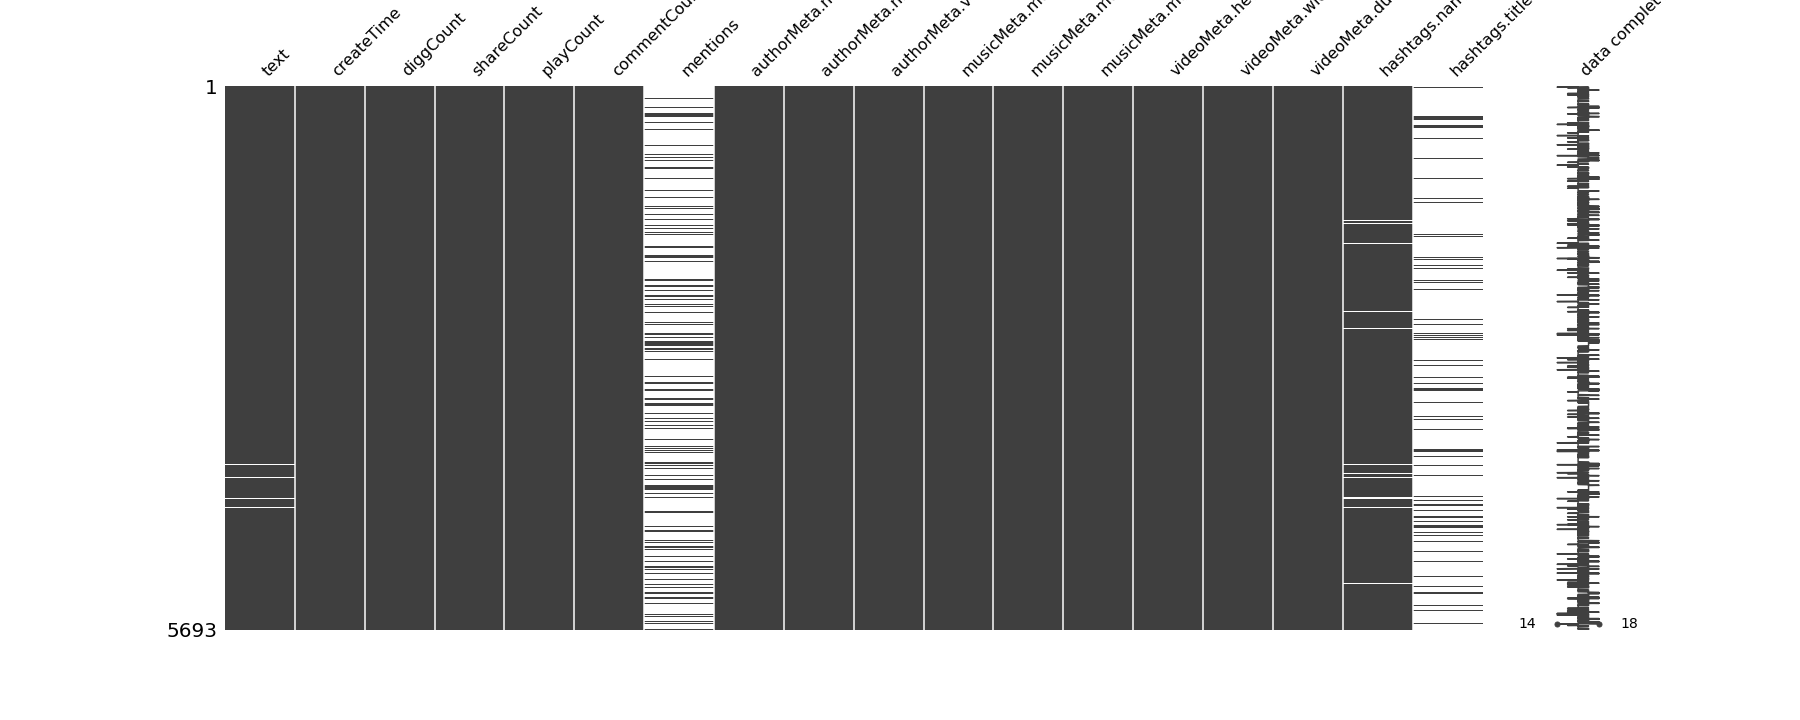 text
createTime
diggCount
shareCount
playCount
commentCou
mentions
authorMeta.n
authorMeta.n
authorMeta.v
musicMeta.m
musicMeta.m
musicMeta.m
videoMeta.he
videoMeta.wi
videoMeta.du
hashtags.nam
hashtags.title
data complet
1
5693
14
18